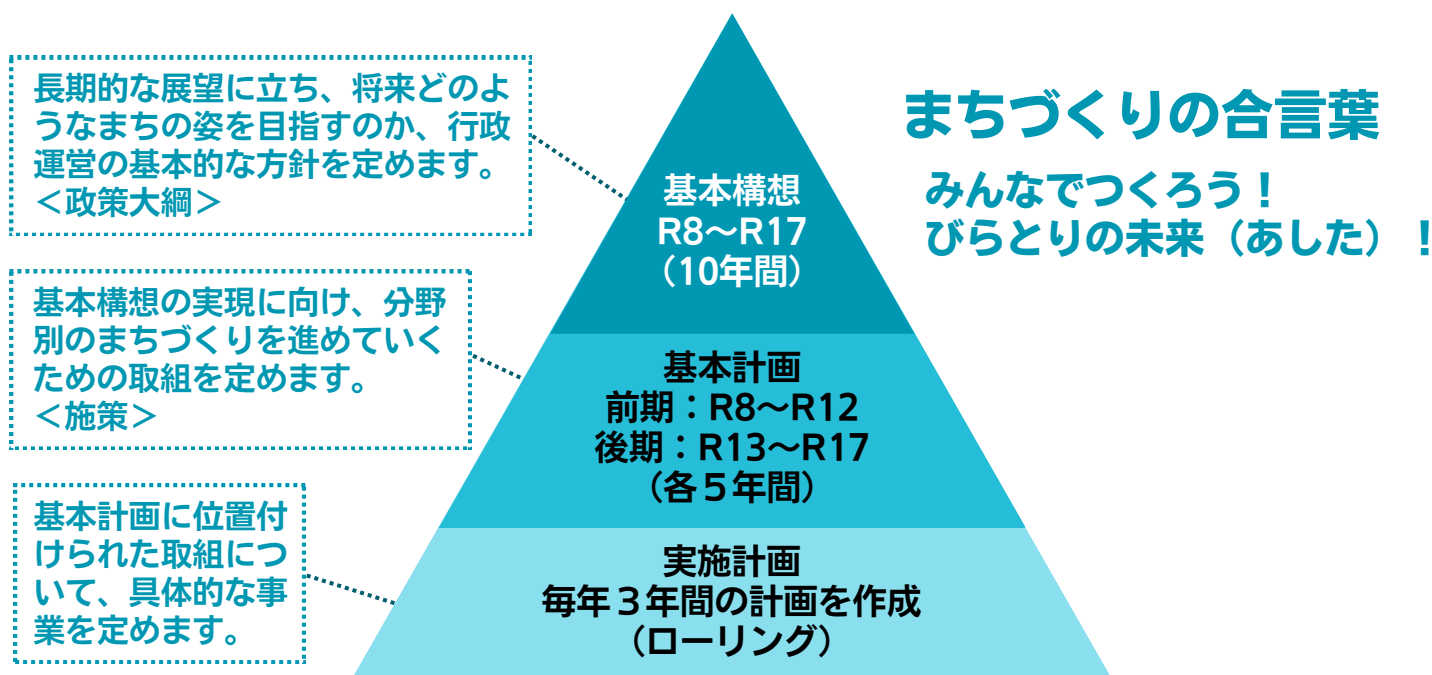 長期的な展望に立ち、将来どのよ
うなまちの姿を目指すのか、行政
運営の基本的な方針を定めます。
＜政策大綱＞
基本構想の実現に向け、分野
別のまちづくりを進めていく
ための取組を定めます。
＜施策＞
基本計画に位置付
けられた取組につ
いて、具体的な事
業を定めます。
基本構想
R8～R17
（10年間）
基本計画
前期：R8～R12
後期：R13～R17
（各５年間）
実施計画
毎年３年間の計画を作成
（ローリング）
まちづくりの合言葉
みんなでつくろう！
びらとりの未来（あした）！